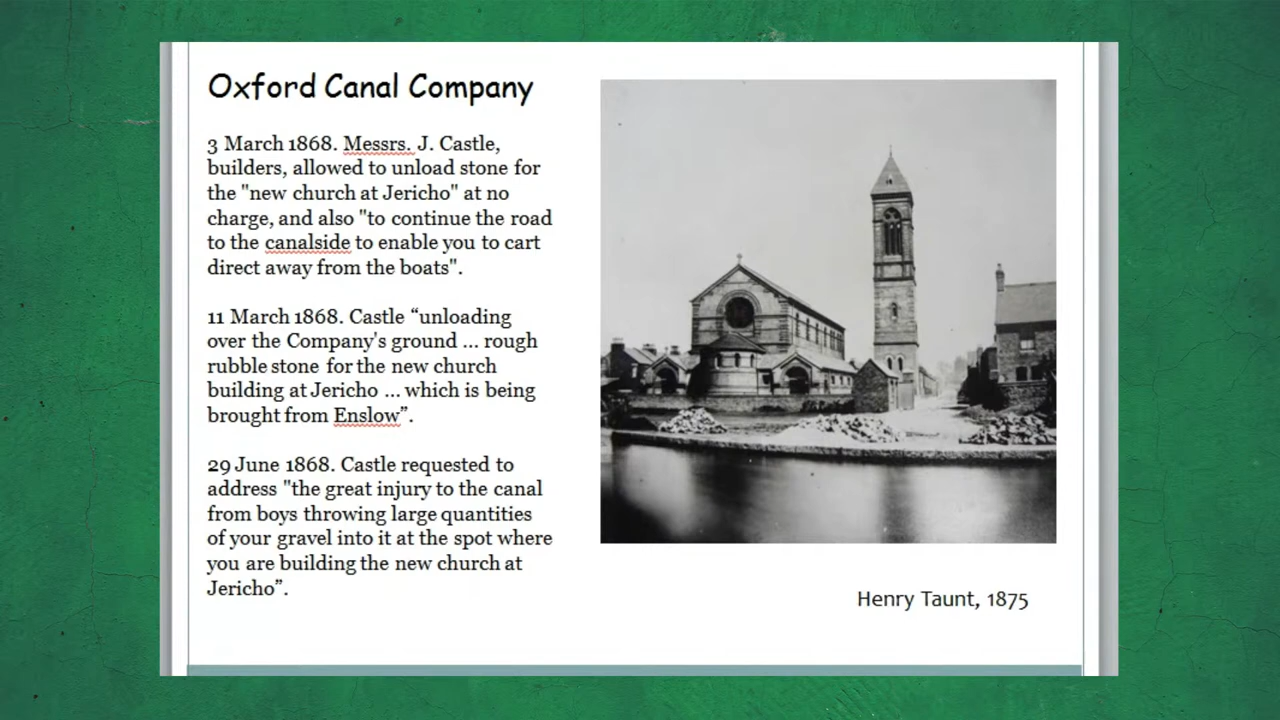 Oxford Canal Company
3 March 1868. Messrs. J. Castle,
builders, allowed to unload stone for
the "new church at Jericho" at no
charge, and also "to continue the road
to the canalside to enable you to cart
direct away from the boats".
11 March 1868. Castle “unloading
over the Company's ground ... rough
rubble stone for the new church
building at Jericho ... which is being
brought from Enslow”.
29 June 1868. Castle requested to
address "the great injury to the canal
from boys throwing large quantities
of your gravel into it at the spot where
you are building the new church at
Jericho”.
Henry Taunt, 1875